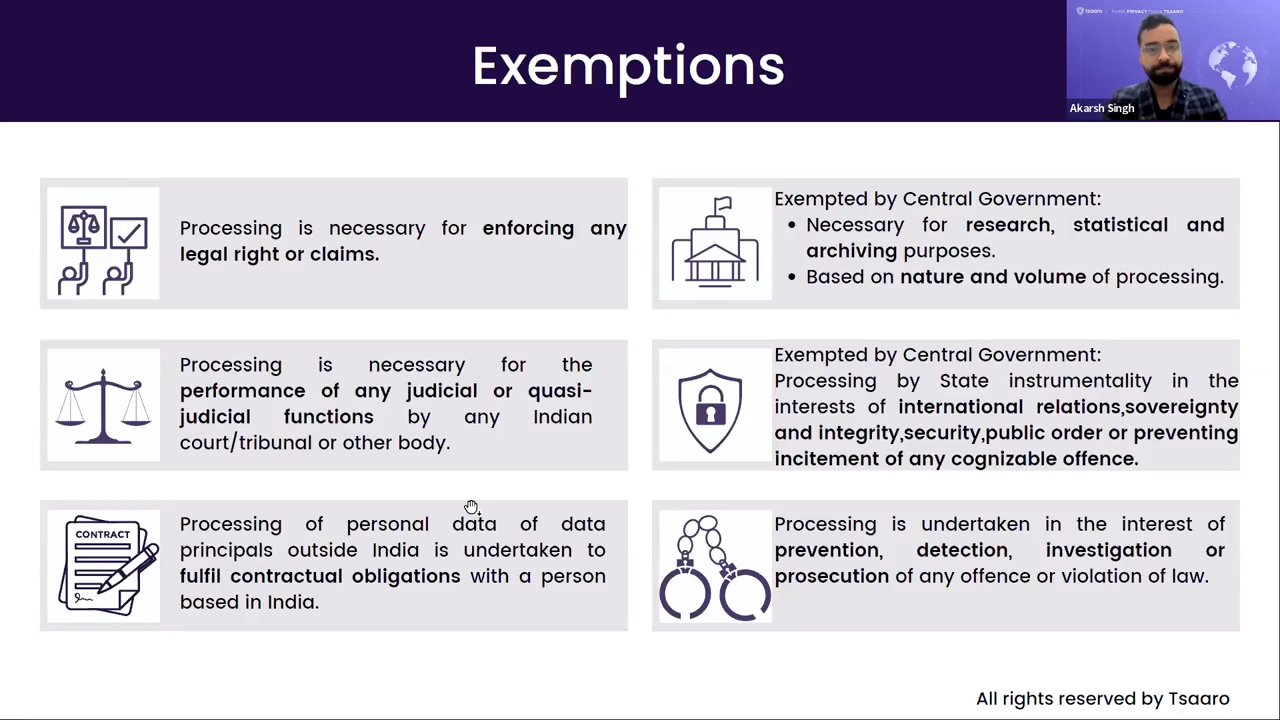 Exemptions
tsaaro
Akarsh Singh
Processing is necessary for enforcing any
legal right or claims.
Exempted by Central Government:
• Necessary for research, statistical and
archiving purposes.
• Based on nature and volume of processing.
Processing is necessary for the
performance of any judicial or quasi-
judicial functions by any Indian
court/tribunal or other body.
Exempted by Central Government:
Processing by State instrumentality in the
interests of international relations,sovereignty
and integrity,security,public order or preventing
incitement of any cognizable offence.
CONTRACT
Processing of personal data of data
principals outside India is undertaken to
fulfil contractual obligations with a person
based in India.
Processing is undertaken in the interest of
prevention, detection, investigation or
prosecution of any offence or violation of law.
All rights reserved by Tsaaro